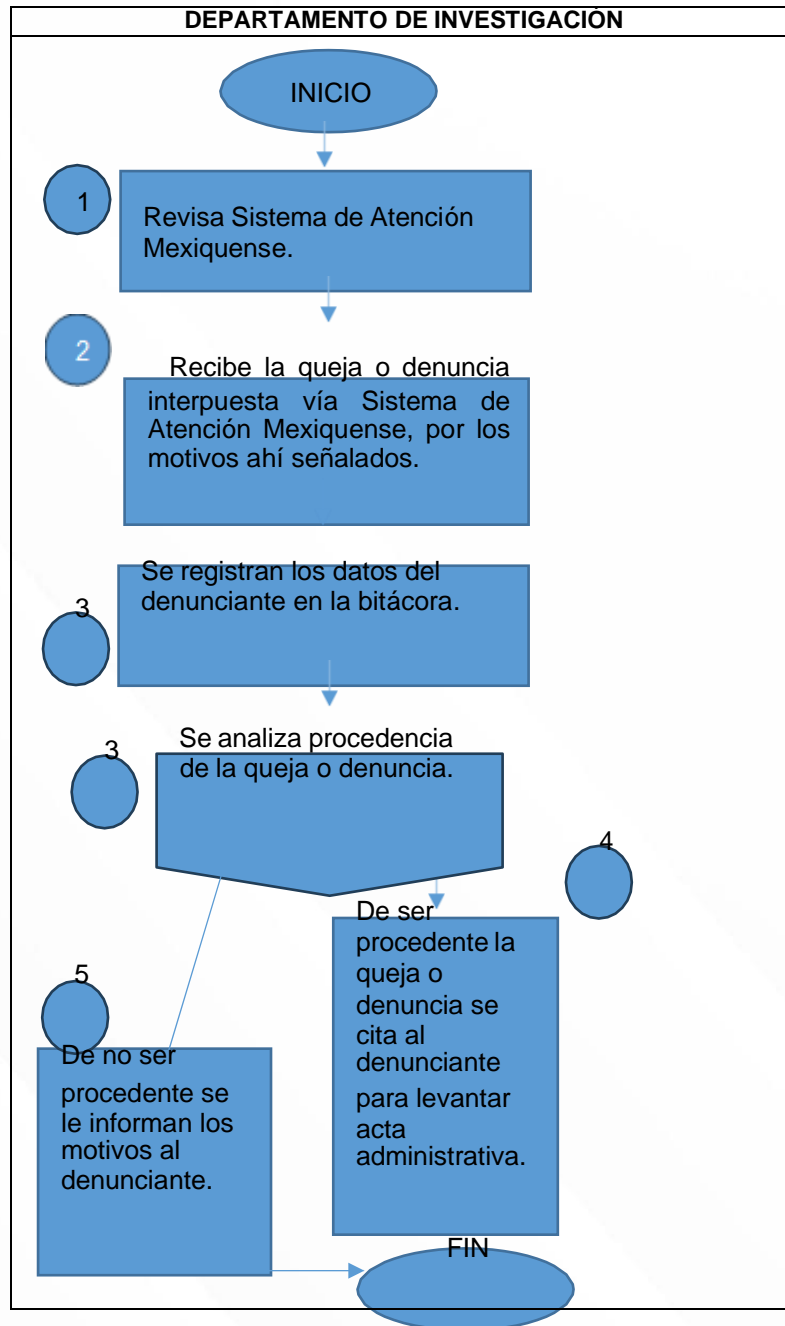 DEPARTAMENTO DE INVESTIGACIÓN
INICIO
1
Revisa Sistema de Atención
Mexiquense.
2
Recibe la queja o denuncia
interpuesta vía Sistema de
Atención Mexiquense, por los
motivos ahí señalados.
Se registran los datos del
denunciante en la bitácora.
3
Se analiza procedencia
de la queja o denuncia.
3
4
De ser
procedente la
queja o
denuncia se
cita al
denunciante
para levantar
acta
administrativa.
5
De no ser
procedente se
le informan los
motivos al
denunciante.
FIN